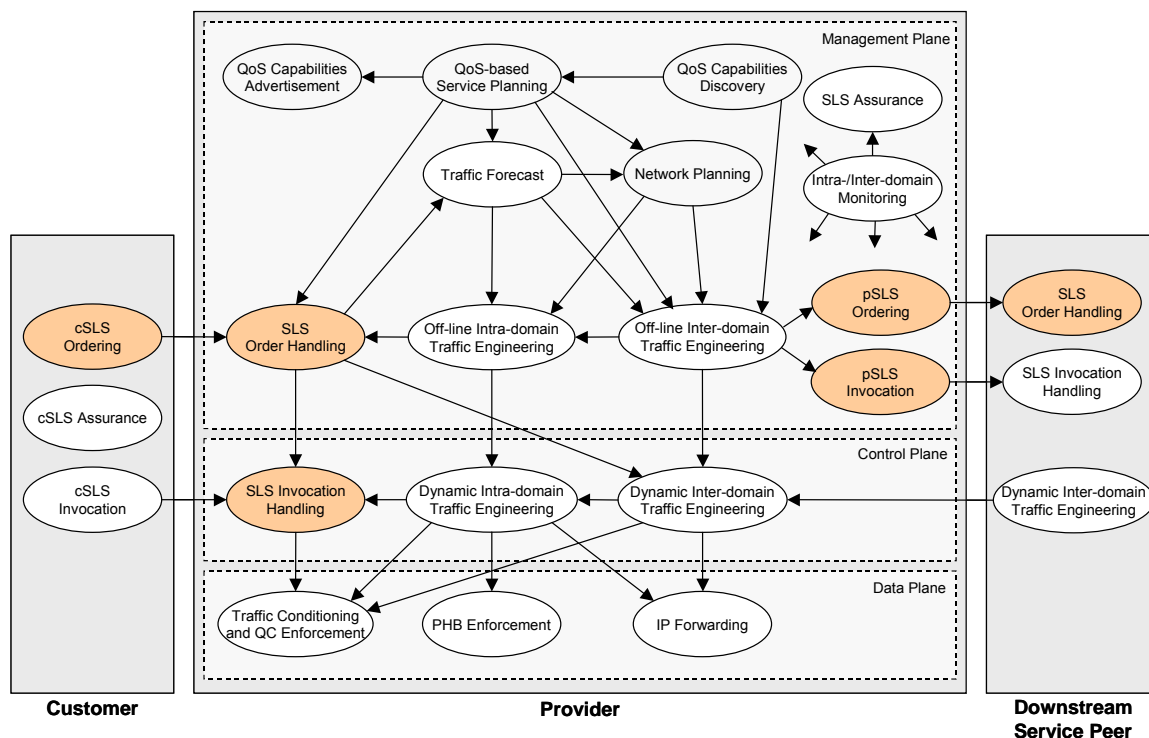 Management Plane
QoS Capabilities
Advertisement
QoS-based
Service Planning
QoS Capabilities
Discovery
SLS Assurance
Traffic Forecast
Network Planning
Intra-/Inter-domain
Monitoring
cSLS
Ordering
SLS
Order Handling
Off-line Intra-domain
Traffic Engineering
Off-line Inter-domain
Traffic Engineering
pSLS
Ordering
SLS
Order Handling
pSLS
Invocation
SLS Invocation
Handling
cSLS Assurance
Control Plane
cSLS
Invocation
SLS Invocation
Handling
Dynamic Intra-domain
Traffic Engineering
Dynamic Inter-domain
Traffic Engineering
Dynamic Inter-domain
Traffic Engineering
Data Plane
Traffic Conditioning
and QC Enforcement
PHB Enforcement
IP Forwarding
Customer
Provider
Downstream
Service Peer